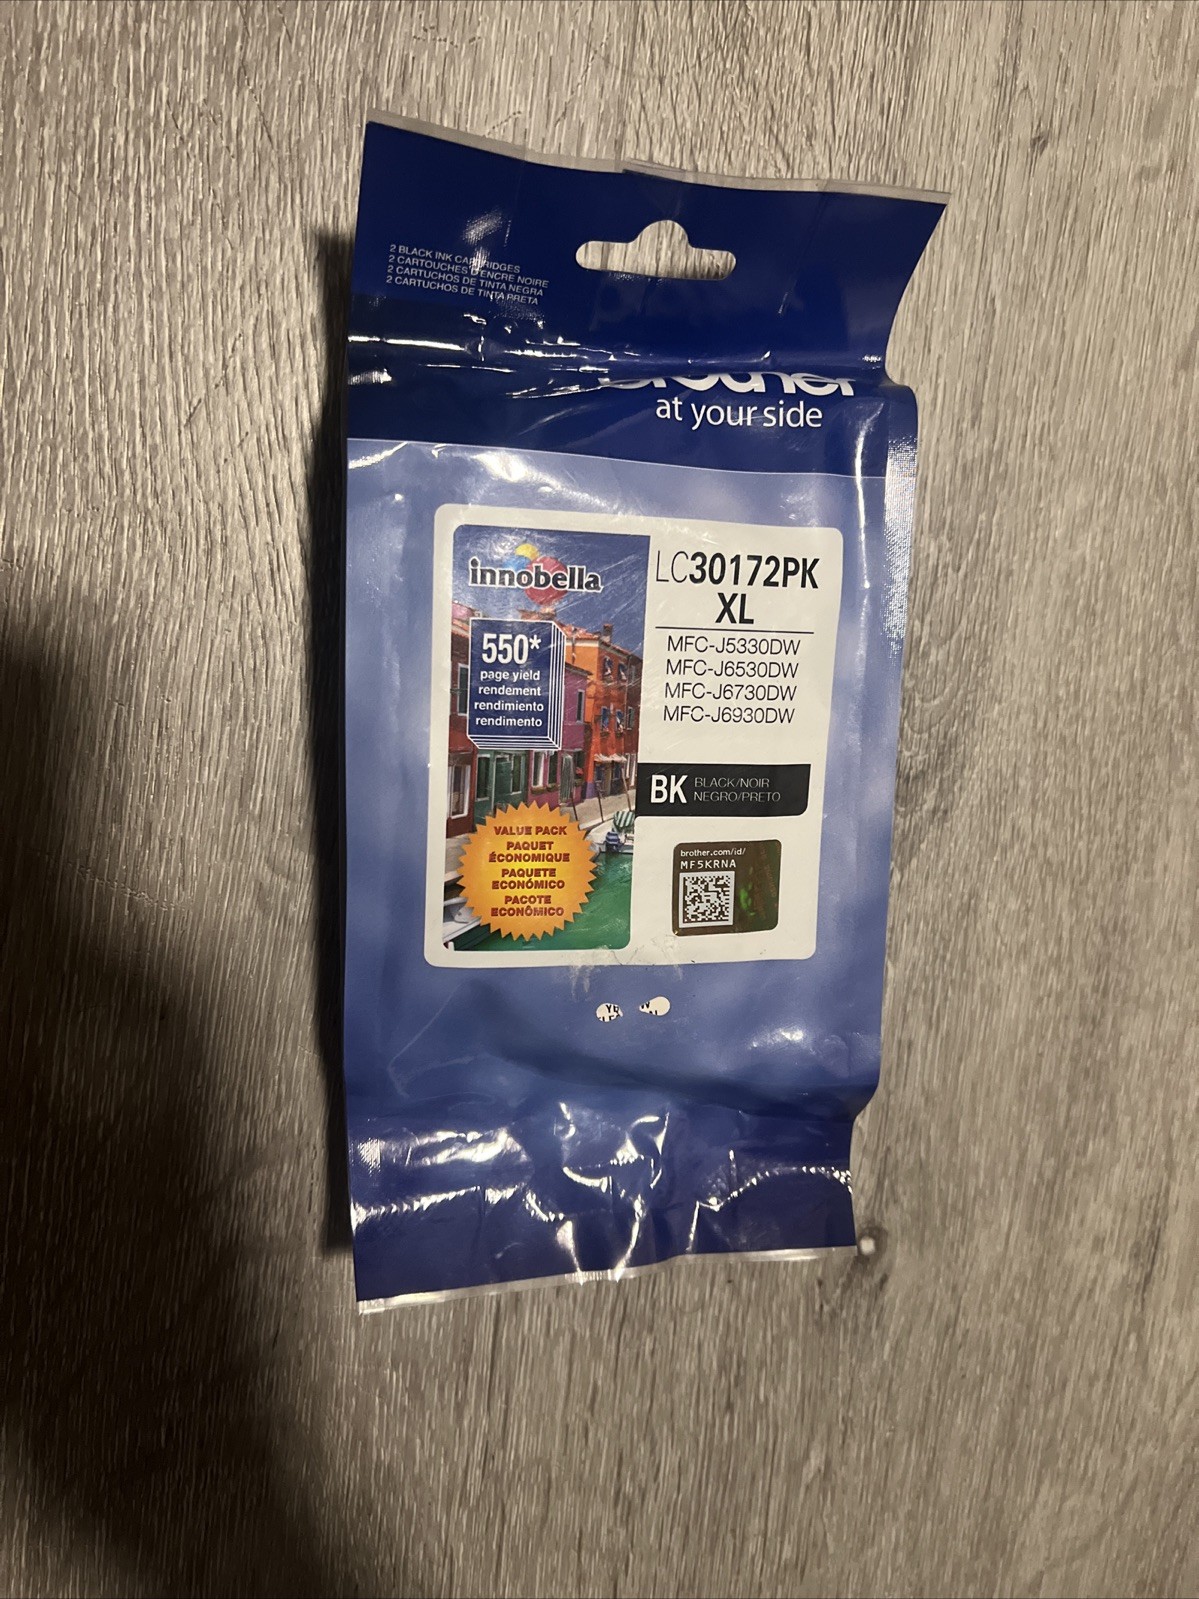 2 BLACK INK CARTRIDGES
2 CARTOUCHES D'ENCRE NOIRE
2 CARTUCHOS DE TINTA NEGRA
2 CARTUCHOS DE TINTA PRETA
brother
at your side
innobella
550*
page yield
rendement
rendimiento
rendimento
VALUE PACK
PAQUET
ÉCONOMIQUE
PAQUETE
ECONÓMICO
PACOTE
ECONÔMICO
LC30172PK
XL
MFC-J5330DW
MFC-J6530DW
MFC-J6730DW
MFC-J6930DW
BK BLACK/NOIR
NEGRO/PRETO
brother.com/id/
MF5KRNA